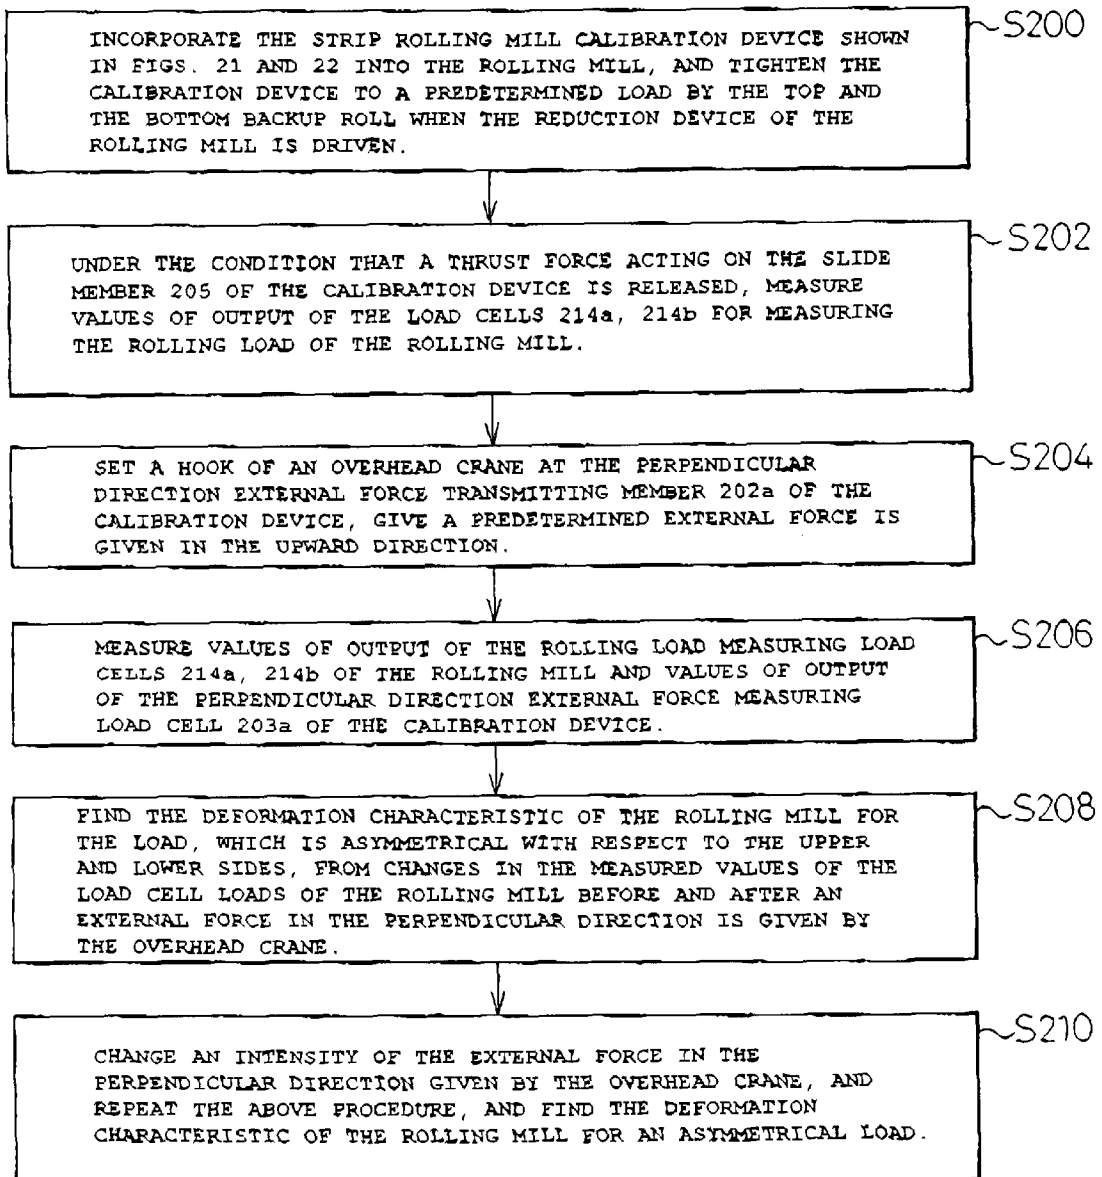 INCORPORATE THE STRIP ROLLING MILL CALIBRATION DEVICE SHOWN
IN FIGS. 21 AND 22 INTO THE ROLLING MILL, AND TIGHTEN THE
CALIBRATION DEVICE TO A PREDETERMINED LOAD BY THE TOP AND
THE BOTTOM BACKUP ROLL WHEN THE REDUCTION DEVICE OF THE
ROLLING MILL IS DRIVEN.
S200
UNDER THE CONDITION THAT A THRUST FORCE ACTING ON THE SLIDE
MEMBER 205 OF THE CALIBRATION DEVICE IS RELEASED, MEASURE
VALUES OF OUTPUT OF THE LOAD CELLS 214a, 214b FOR MEASURING
THE ROLLING LOAD OF THE ROLLING MILL.
S202
SET A HOOK OF AN OVERHEAD CRANE AT THE PERPENDICULAR
DIRECTION EXTERNAL FORCE TRANSMITTING MEMBER 202a OF THE
CALIBRATION DEVICE, GIVE A PREDETERMINED EXTERNAL FORCE IS
GIVEN IN THE UPWARD DIRECTION.
S204
MEASURE VALUES OF OUTPUT OF THE ROLLING LOAD MEASURING LOAD
CELLS 214a, 214b OF THE ROLLING MILL AND VALUES OF OUTPUT
OF THE PERPENDICULAR DIRECTION EXTERNAL FORCE MEASURING
LOAD CELL 203a OF THE CALIBRATION DEVICE.
S206
FIND THE DEFORMATION CHARACTERISTIC OF THE ROLLING MILL FOR
THE LOAD, WHICH IS ASYMMETRICAL WITH RESPECT TO THE UPPER
AND LOWER SIDES, FROM CHANGES IN THE MEASURED VALUES OF THE
LOAD CELL LOADS OF THE ROLLING MILL BEFORE AND AFTER AN
EXTERNAL FORCE IN THE PERPENDICULAR DIRECTION IS GIVEN BY
THE OVERHEAD CRANE.
S208
CHANGE AN INTENSITY OF THE EXTERNAL FORCE IN THE
PERPENDICULAR DIRECTION GIVEN BY THE OVERHEAD CRANE, AND
REPEAT THE ABOVE PROCEDURE, AND FIND THE DEFORMATION
CHARACTERISTIC OF THE ROLLING MILL FOR AN ASYMMETRICAL LOAD.
S210